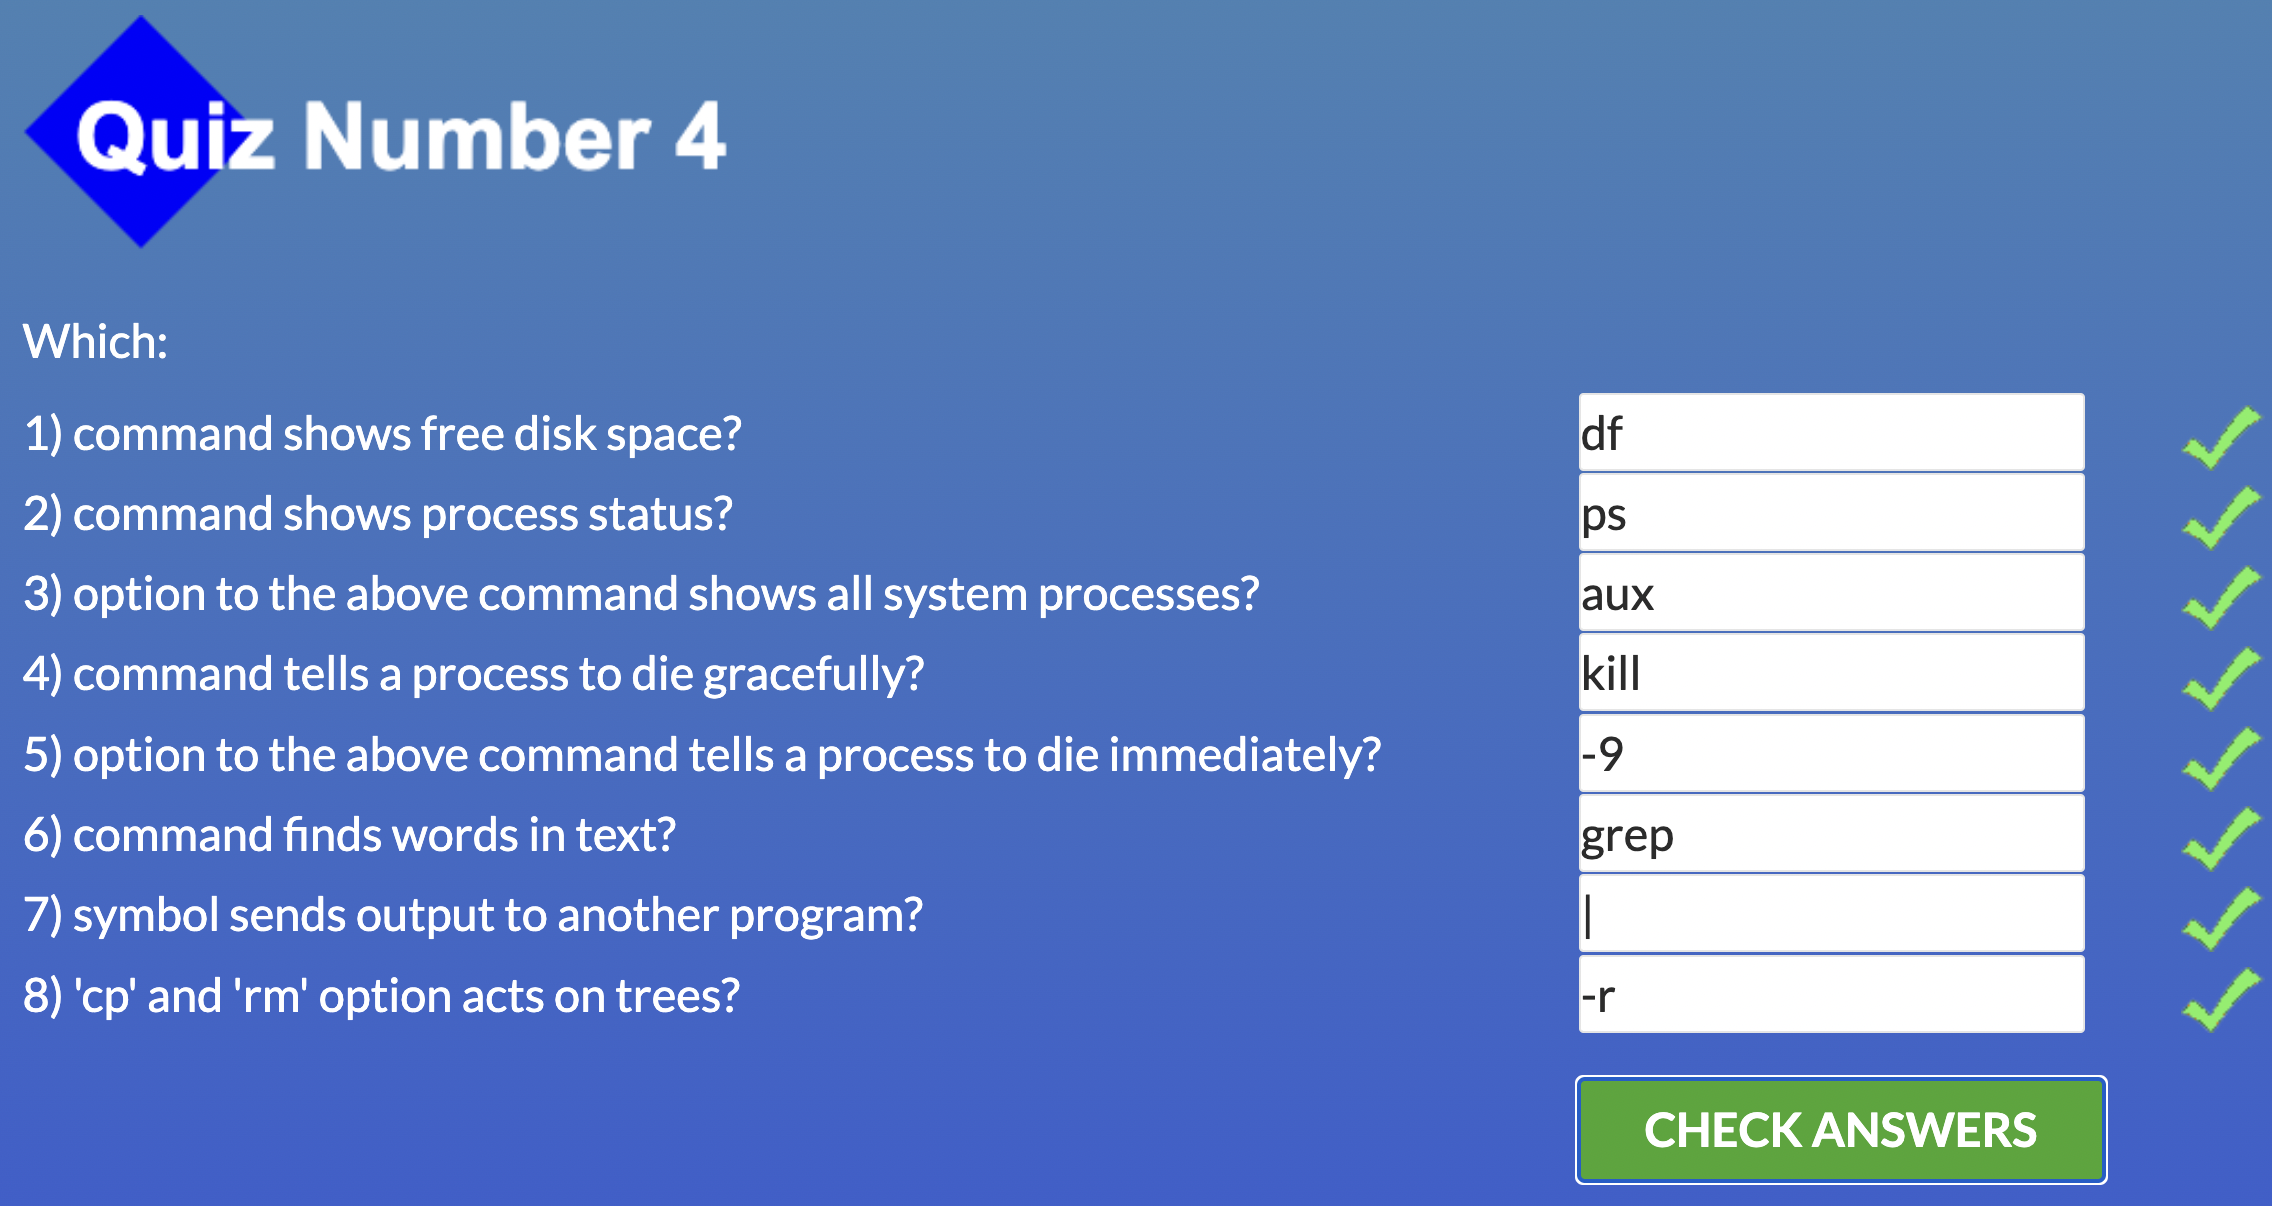 Quiz Number 4
Which:
1) command shows free disk space? df
2) command shows process status? ps
3) option to the above command shows all system processes? aux
4) command tells a process to die gracefully? kill
5) option to the above command tells a process to die immediately? -9
6) command finds words in text? grep
7) symbol sends output to another program? |
8) 'cp' and 'rm' option acts on trees? -r
CHECK ANSWERS